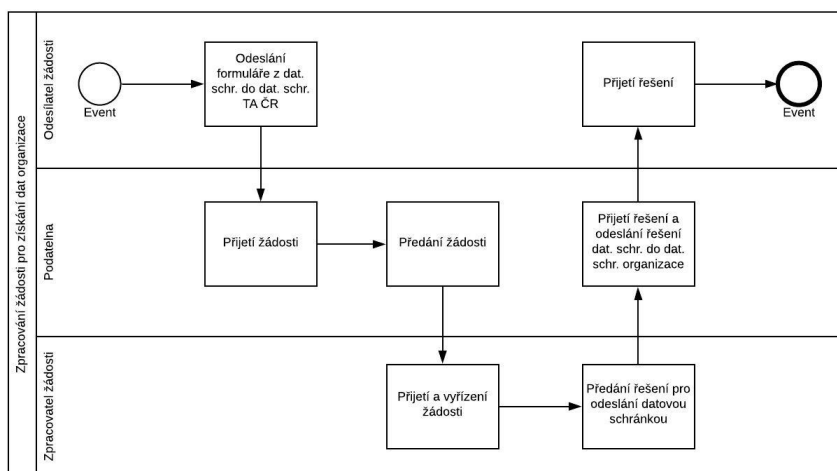 Zpracování žádosti pro získání dat organizace
Odesílatel žádosti
Event
Odeslání
formuláře z dat.
schr. do dat. schr.
TA ČR
Přijetí řešení
Event
Podatelna
Přijetí žádosti
Předání žádosti
Přijetí řešení a
odeslání řešení
dat. schr. do dat.
schr. organizace
Zpracovatel žádosti
Přijetí a vyřízení
žádosti
Předání řešení pro
odeslání datovou
schránkou